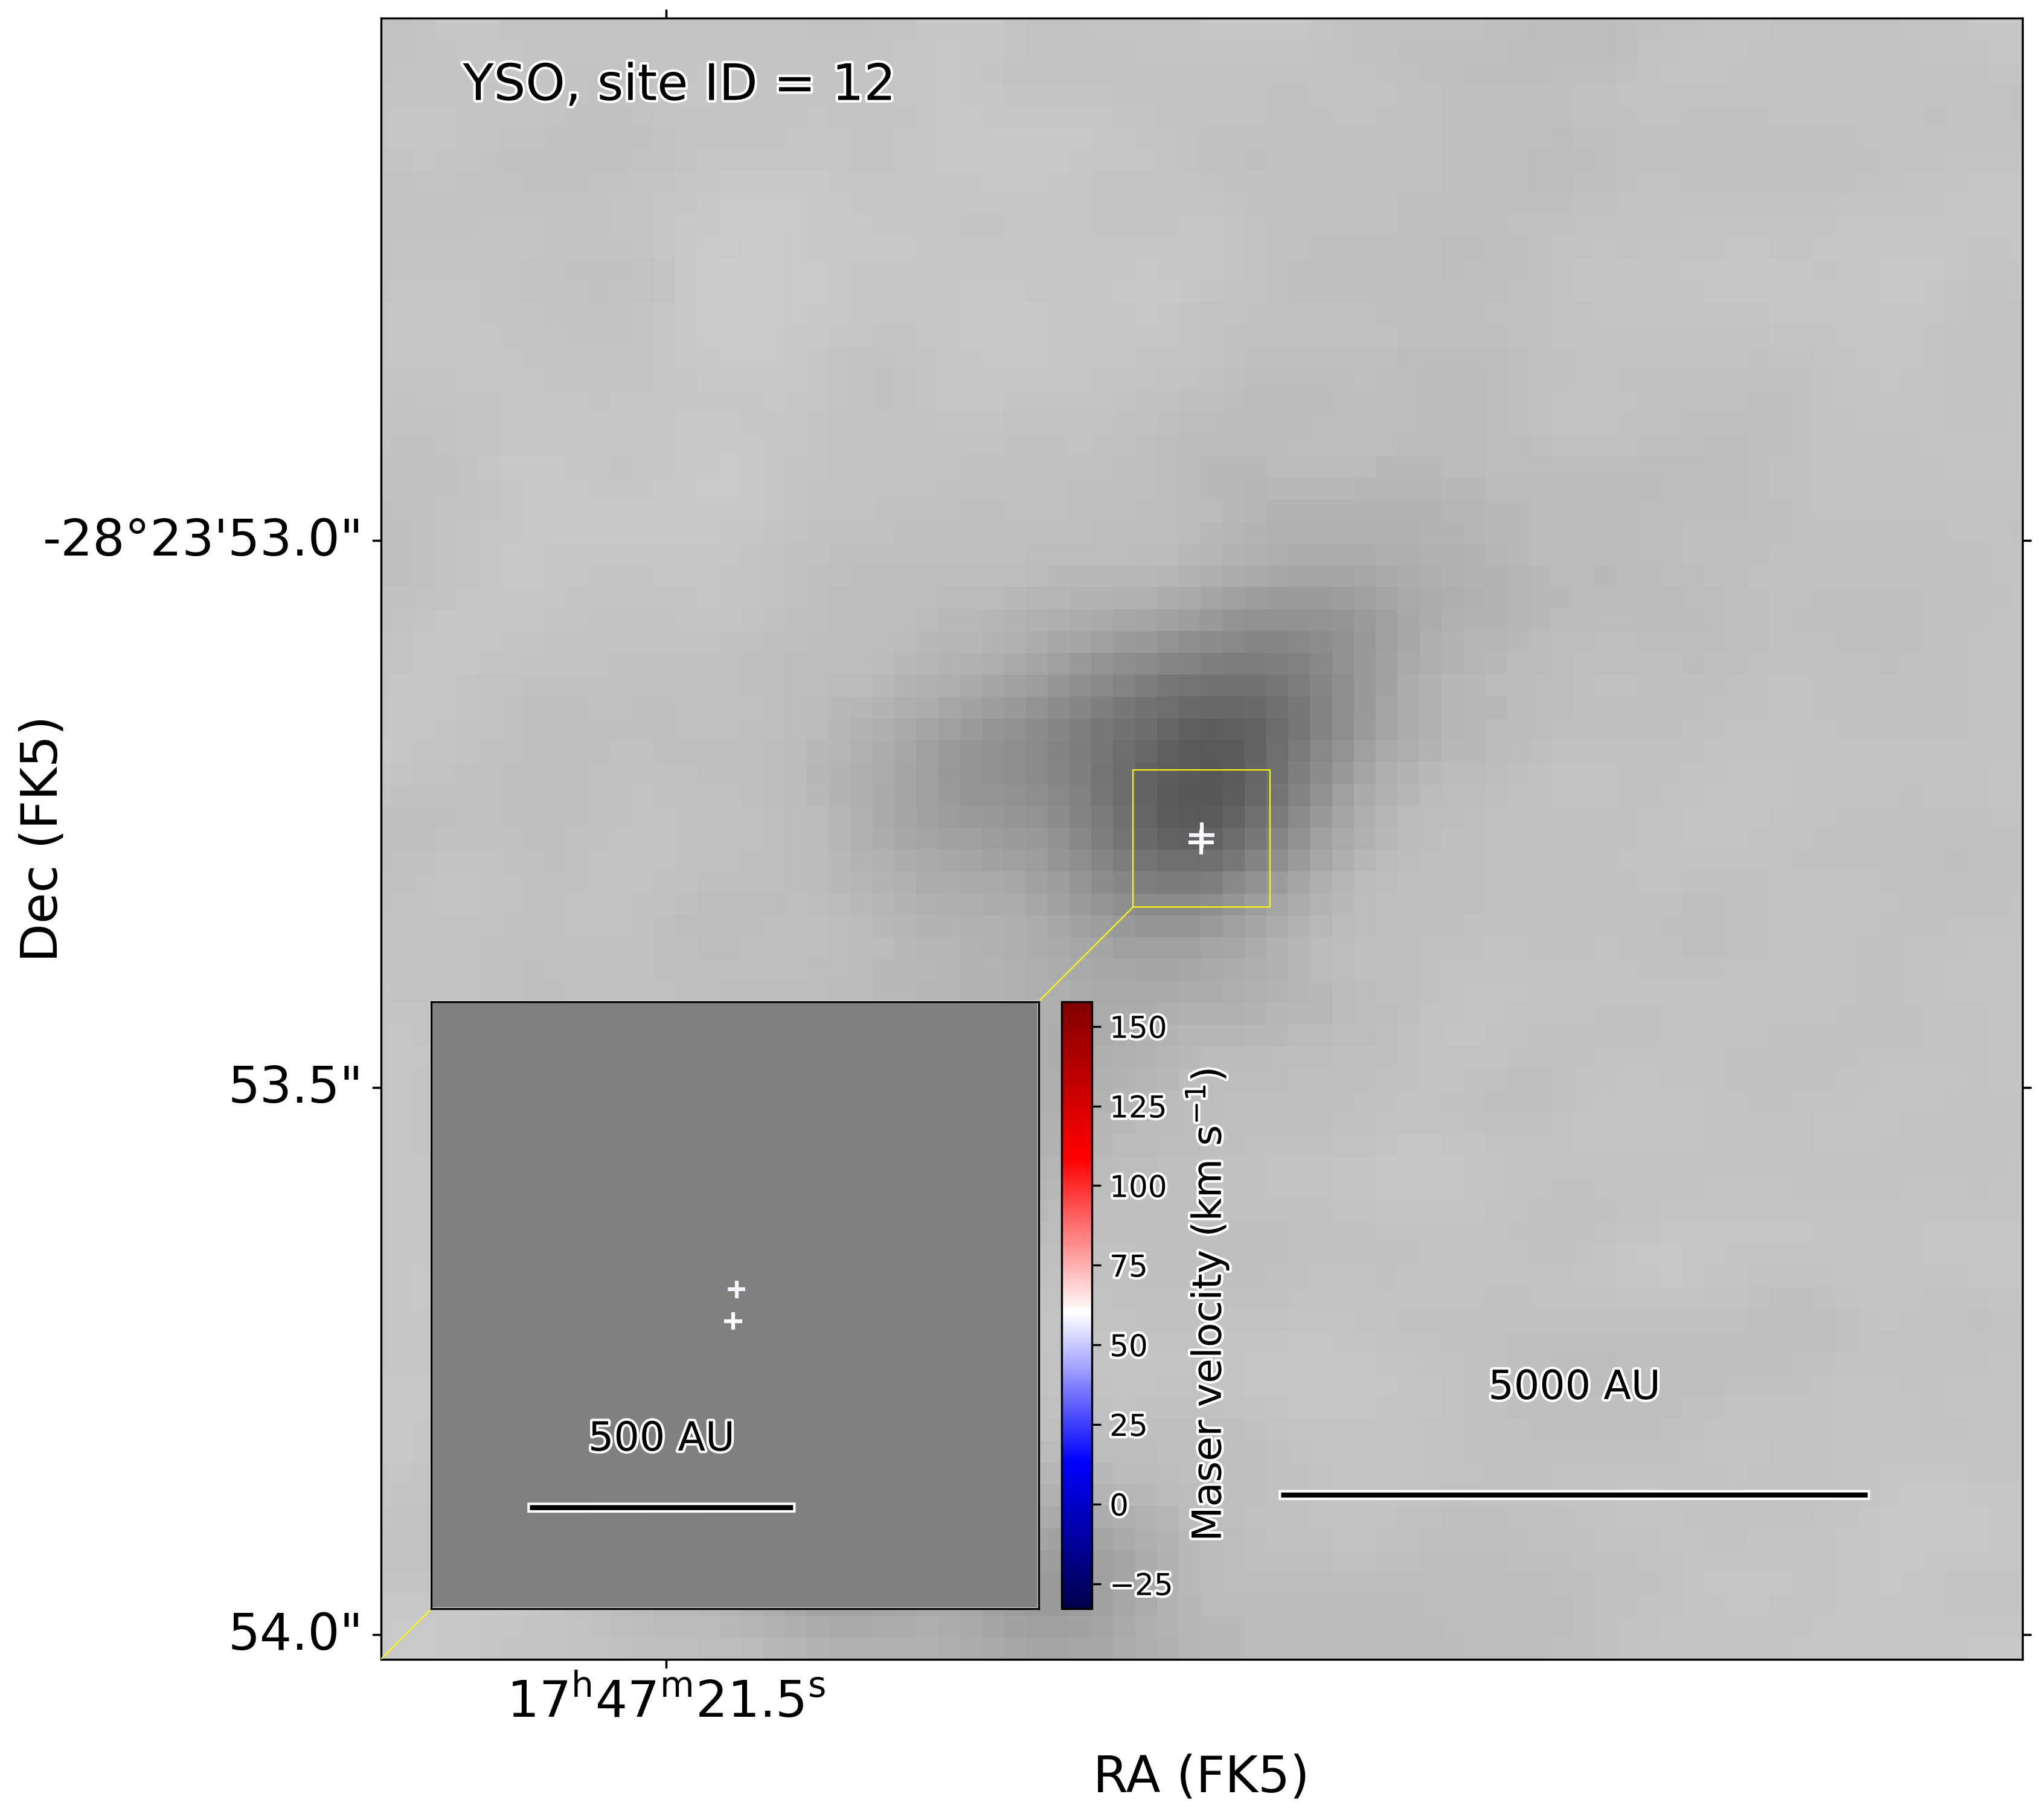 YSO, site ID = 12
-28°23'53.0"
53.5"
54.0"
Dec (FK5)
17ʰ47ᵐ21.5ˢ
RA (FK5)
500 AU
5000 AU
150
125
100
75
50
25
0
−25
Maser velocity (km s⁻¹)